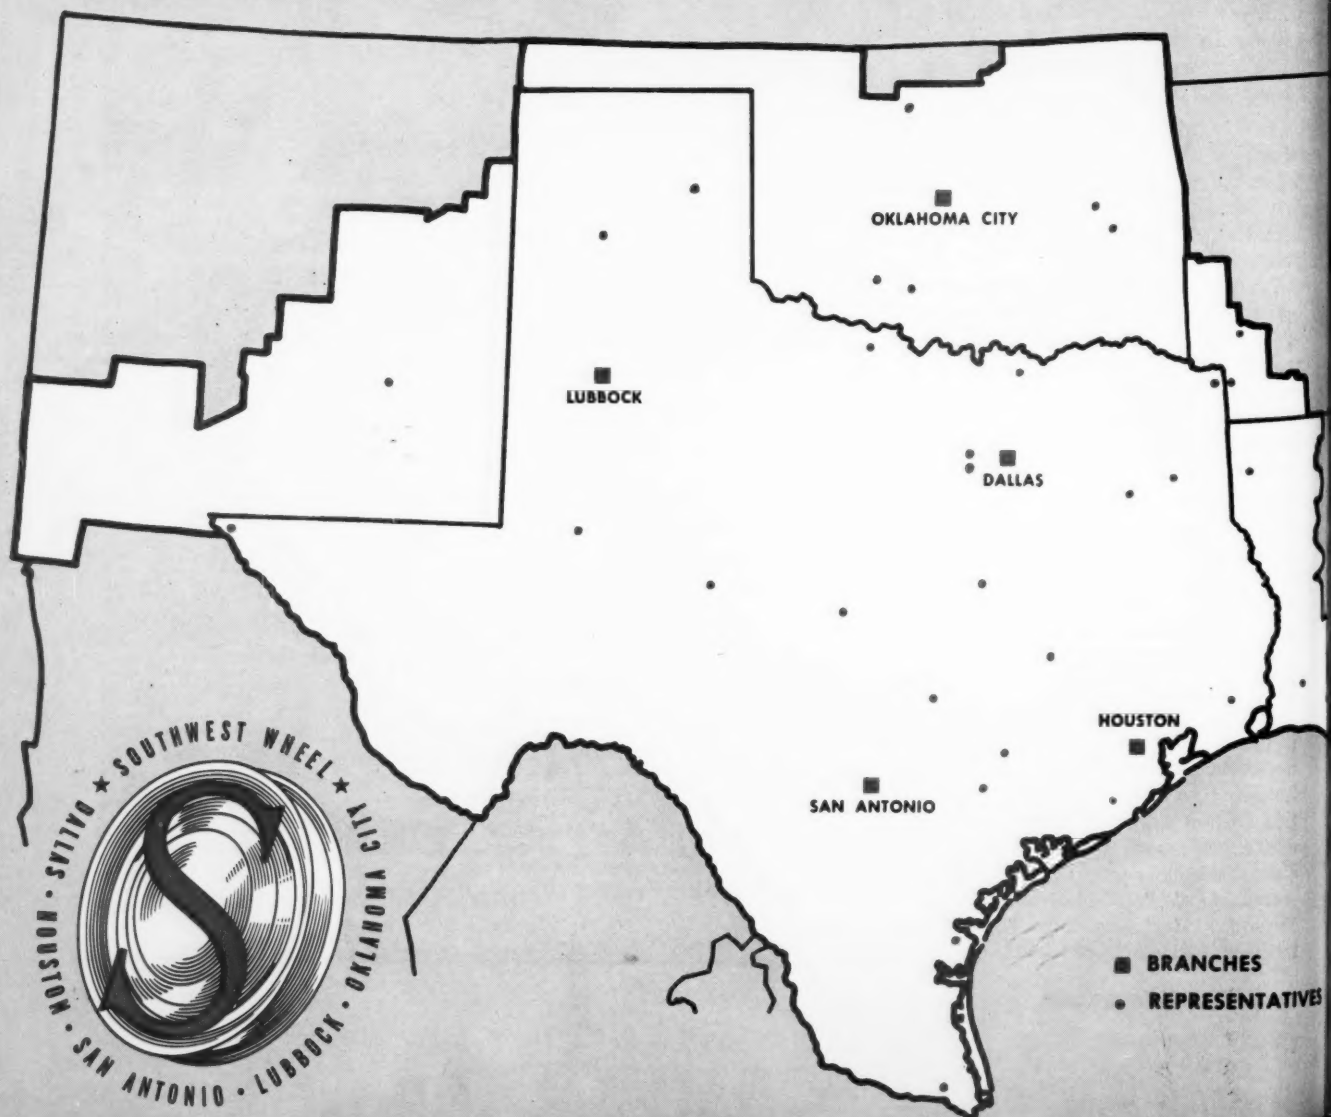 OKLAHOMA CITY
LUBBOCK
DALLAS
HOUSTON
SAN ANTONIO
SOUTHWEST WHEEL ★ DALLAS • HOUSTON • SAN ANTONIO • LUBBOCK • OKLAHOMA CITY ★
S
BRANCHES
REPRESENTATIVES